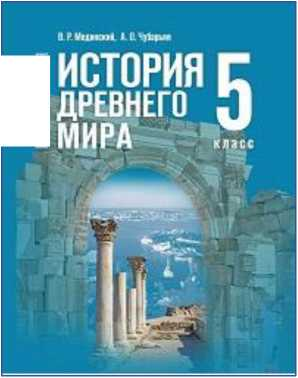 В. Р. Мединский, А. О. Чубарьян
ИСТОРИЯ
ДРЕВНЕГО
МИРА
5
класс